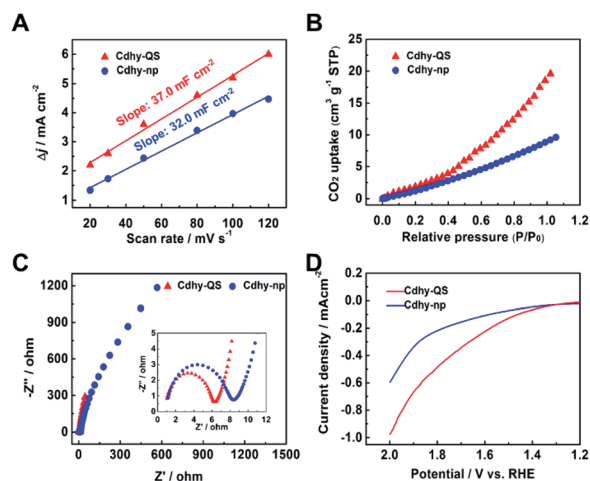 A
Cdhy-QS
Cdhy-np
Slope: 37.0 mF cm-2
Slope: 32.0 mF cm-2
Δj / mA cm-2
6
5
4
3
2
1
20 40 60 80 100 120
Scan rate / mV s-1
B
Cdhy-QS
Cdhy-np
CO2 uptake (cm3 g-1 STP)
25
20
15
10
5
0
0.0 0.2 0.4 0.6 0.8 1.0 1.2
Relative pressure (P/P0)
C
Cdhy-QS
Cdhy-np
-Z'' / ohm
1200
900
600
300
0
0 300 600 900 1200 1500
Z' / ohm
-Z'' / ohm
5
4
3
2
1
0
0 2 4 6 8 10 12
Z' / ohm
D
Cdhy-QS
Cdhy-np
Current density / mAcm-2
0.2
0.0
-0.2
-0.4
-0.6
-0.8
-1.0
2.0 1.8 1.6 1.4 1.2
Potential / V vs. RHE